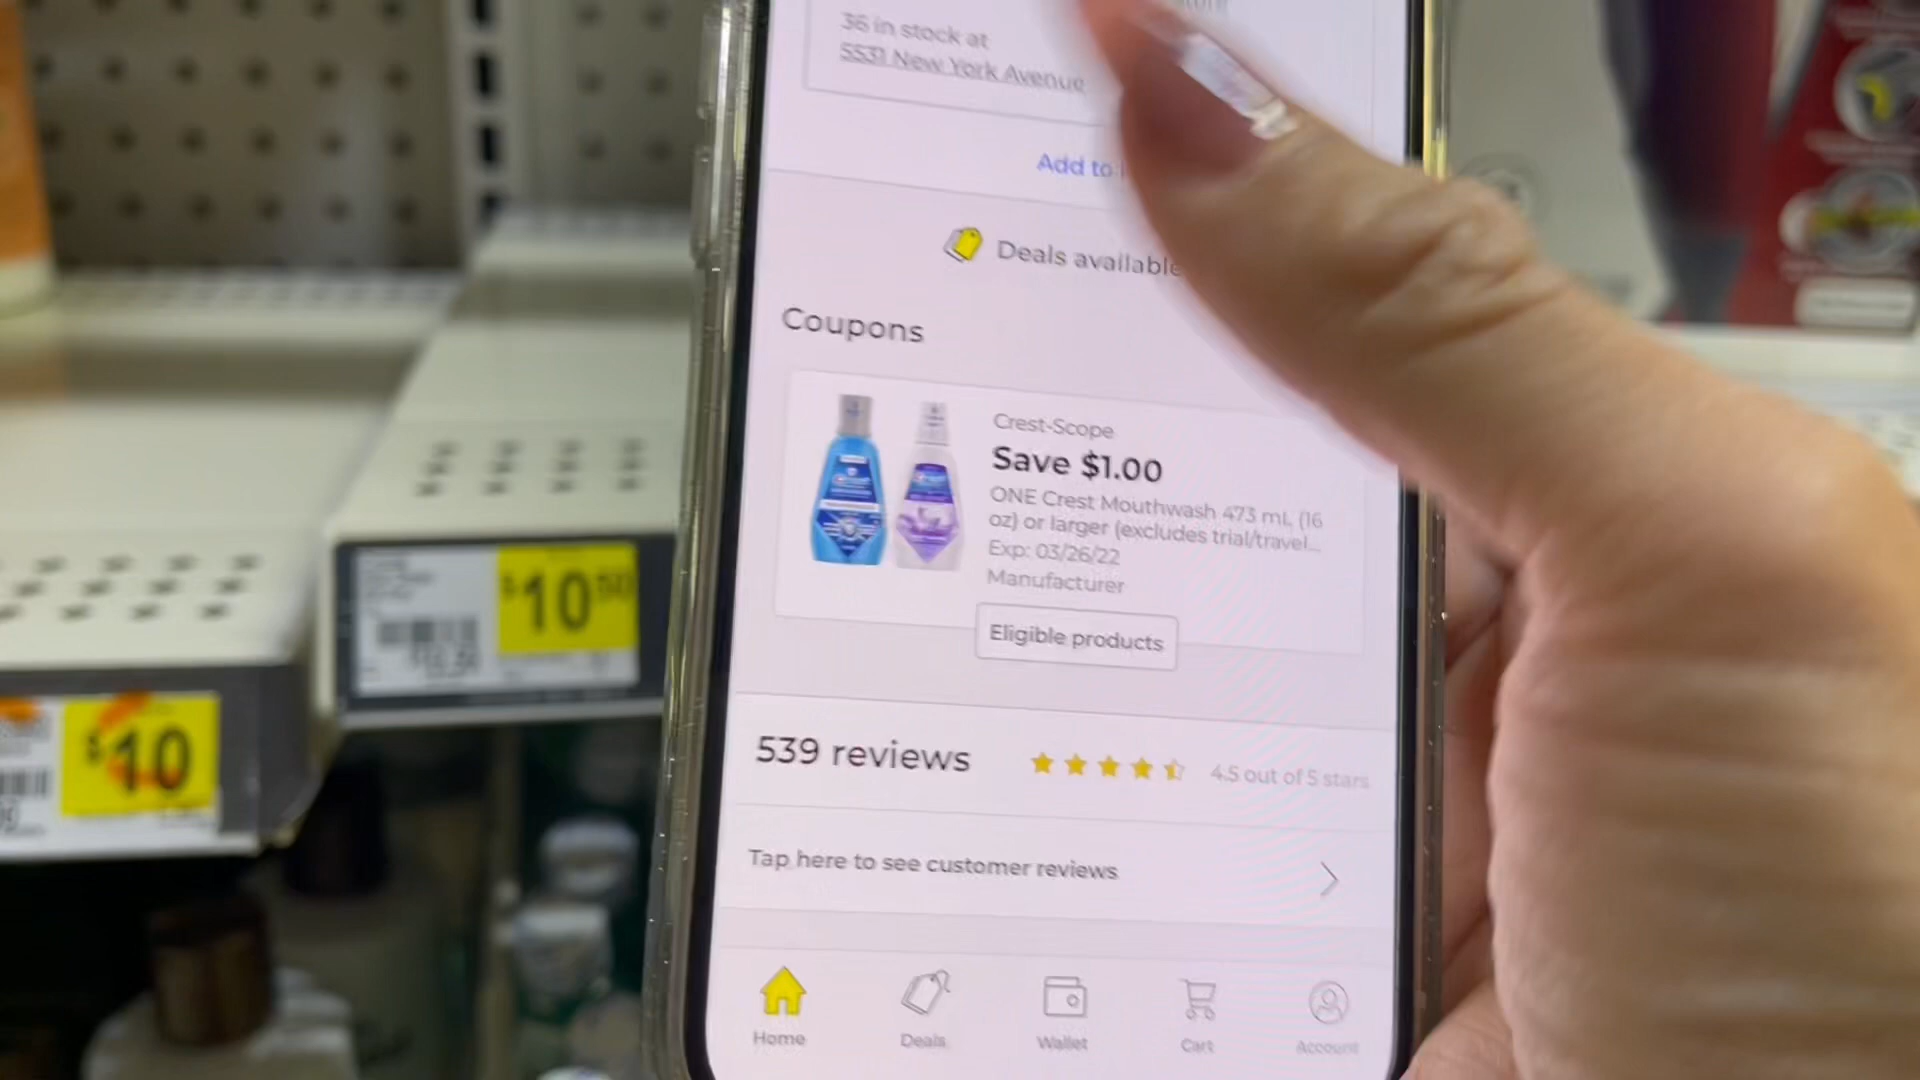 36 in stock at
5531 New York Avenue
Add to
Deals available
Coupons
Crest-Scope
Save $1.00
ONE Crest Mouthwash 473 mL (16
oz) or larger (excludes trial/travel...
Exp: 03/26/22
Manufacturer
Eligible products
539 reviews
4.5 out of 5 stars
Tap here to see customer reviews
Home
Deals
Wallet
Cart
Account
$10.50
$10